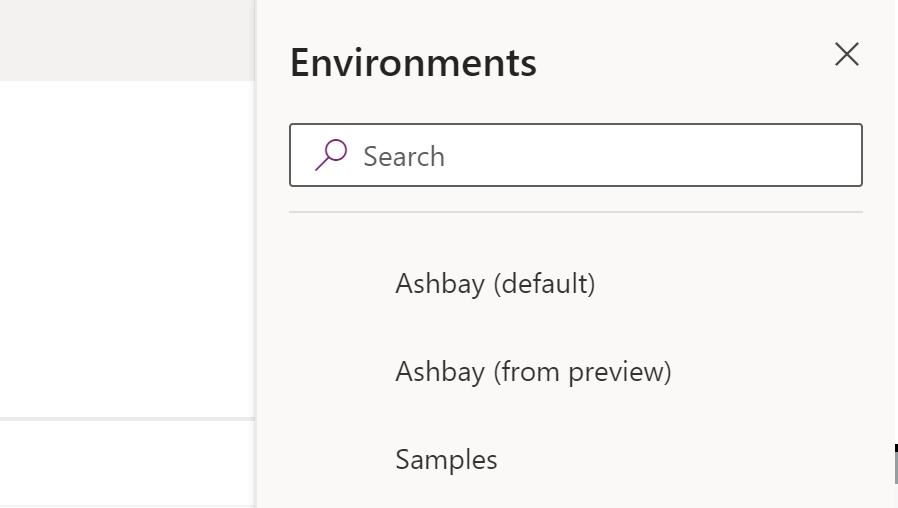 Environments
Search
Ashbay (default)
Ashbay (from preview)
Samples